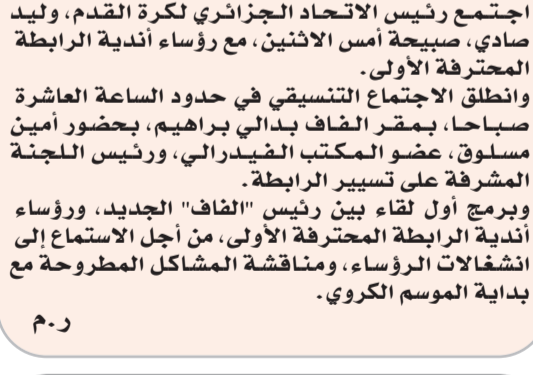 اجتمع رئيس الاتحاد الجزائري لكرة القدم، وليد
صادي، صبيحة أمس الاثنين، مع رؤساء أندية الرابطة
المحترفة الأولى.
وانطلق الاجتماع التنسيقي في حدود الساعة العاشرة
صباحا، بمقر الفاف بدالي براهيم، بحضور أمين
مسلوق، عضو المكتب الفيدرالي، ورئيس اللجنة
المشرفة على تسيير الرابطة.
وبرمج أول لقاء بين رئيس "الفاف" الجديد، ورؤساء
أندية الرابطة المحترفة الأولى، من أجل الاستماع إلى
انشغالات الرؤساء، ومناقشة المشاكل المطروحة مع
بداية الموسم الكروي.
ر.م